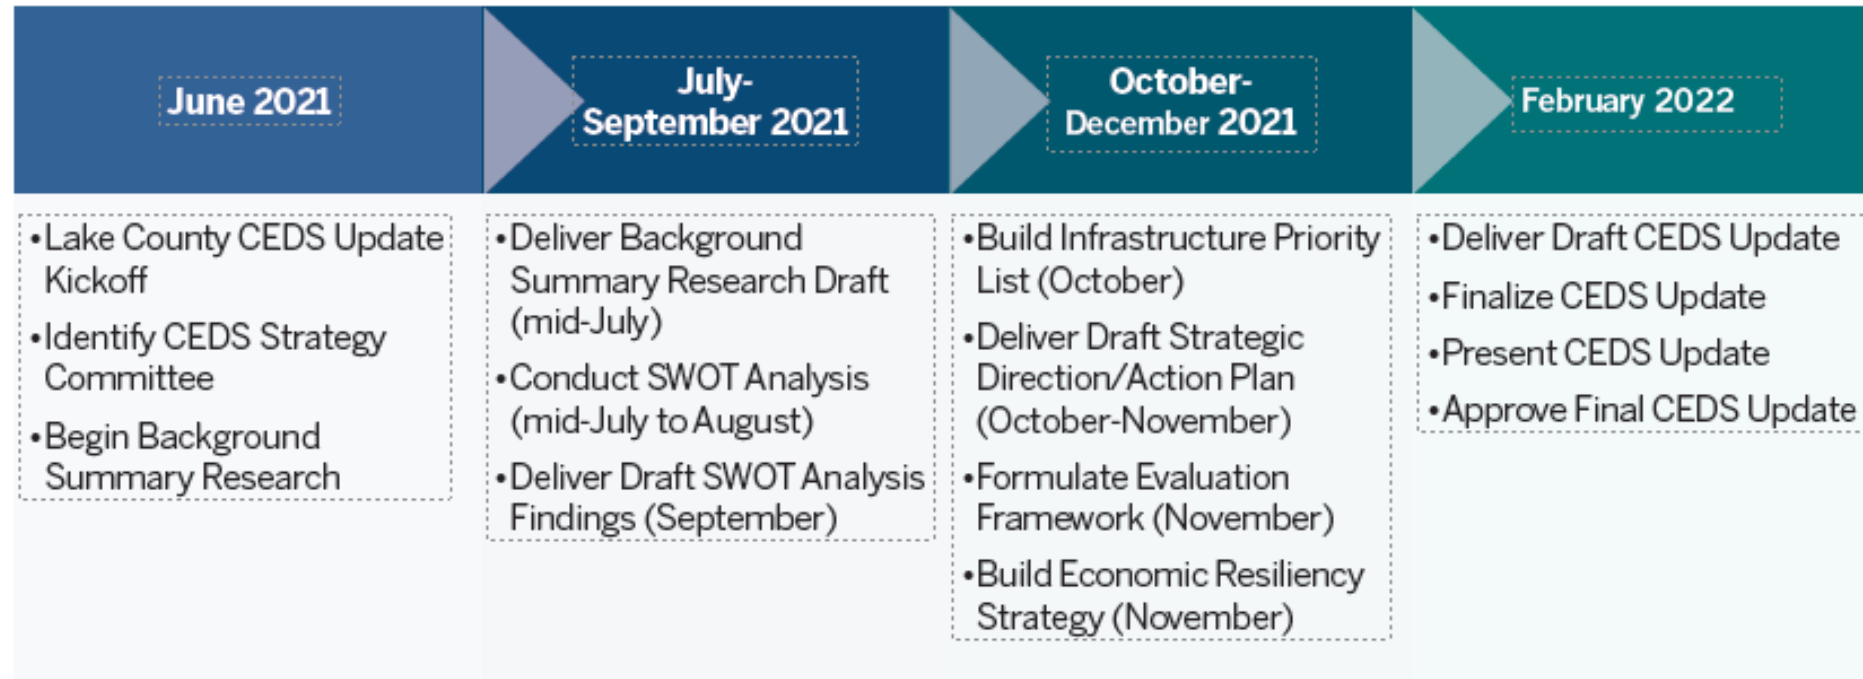 June 2021
July-
September 2021
October-
December 2021
February 2022
•Lake County CEDS Update
Kickoff
•Identify CEDS Strategy
Committee
•Begin Background
Summary Research
•Deliver Background
Summary Research Draft
(mid-July)
•Conduct SWOT Analysis
(mid-July to August)
•Deliver Draft SWOT Analysis
Findings (September)
•Build Infrastructure Priority
List (October)
•Deliver Draft Strategic
Direction/Action Plan
(October-November)
•Formulate Evaluation
Framework (November)
•Build Economic Resiliency
Strategy (November)
•Deliver Draft CEDS Update
•Finalize CEDS Update
•Present CEDS Update
•Approve Final CEDS Update